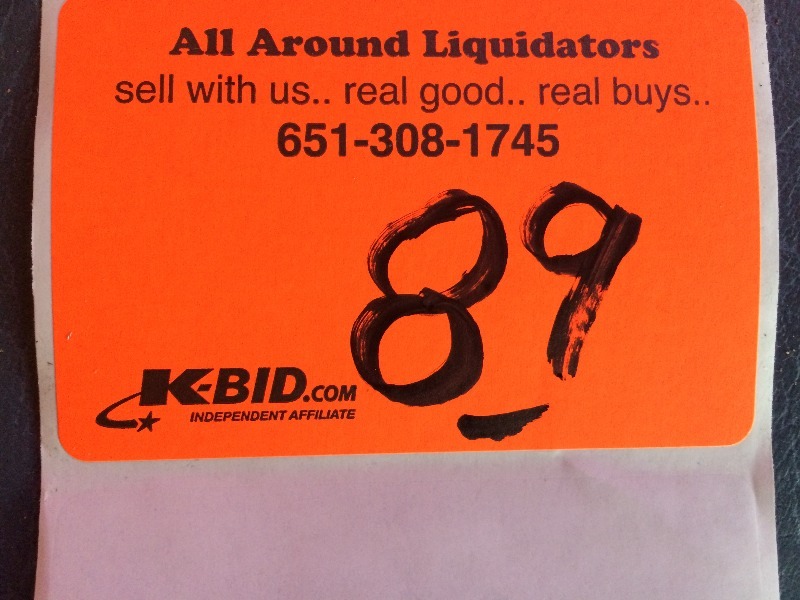 All Around Liquidators
sell with us.. real good.. real buys..
651-308-1745
89
K-BID.COM
INDEPENDENT AFFILIATE